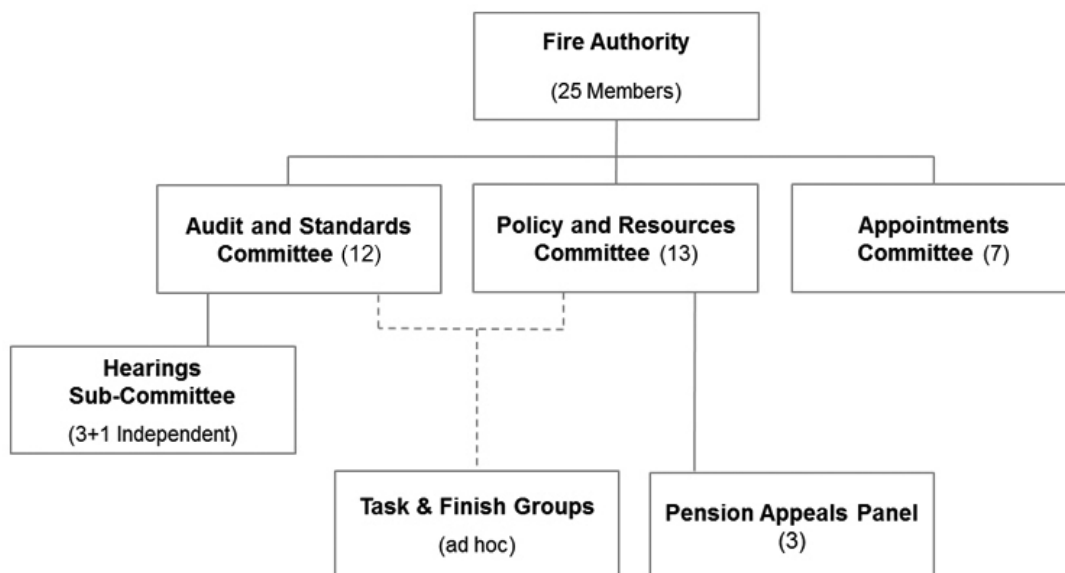 Fire Authority
(25 Members)
Audit and Standards
Committee (12)
Policy and Resources
Committee (13)
Appointments
Committee (7)
Hearings
Sub-Committee
(3+1 Independent)
Task & Finish Groups
(ad hoc)
Pension Appeals Panel
(3)